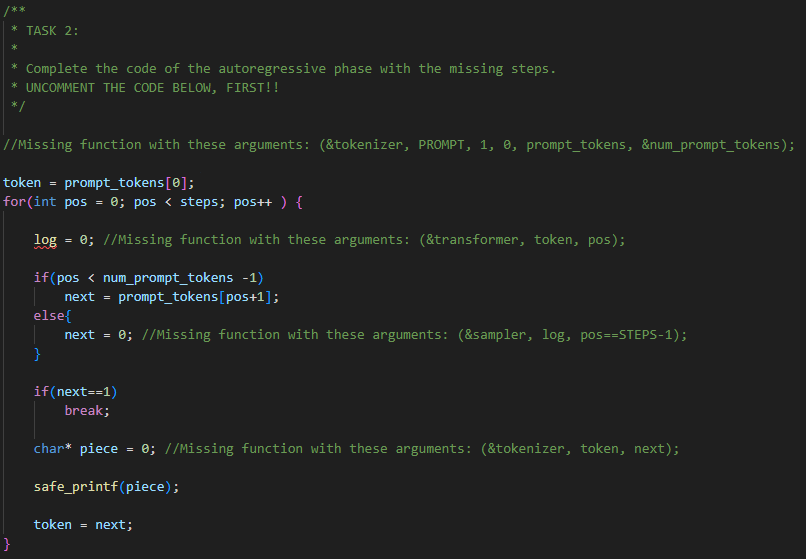 /**
 * TASK 2:
 *
 * Complete the code of the autoregressive phase with the missing steps.
 * UNCOMMENT THE CODE BELOW, FIRST!!
 */
//Missing function with these arguments: (&tokenizer, PROMPT, 1, 0, prompt_tokens, &num_prompt_tokens);
token = prompt_tokens[0];
for(int pos = 0; pos < steps; pos++ ) {
    log = 0; //Missing function with these arguments: (&transformer, token, pos);
    if(pos < num_prompt_tokens -1)
        next = prompt_tokens[pos+1];
    else{
        next = 0; //Missing function with these arguments: (&sampler, log, pos==STEPS-1);
    }
    if(next==1)
        break;
    char* piece = 0; //Missing function with these arguments: (&tokenizer, token, next);
    safe_printf(piece);
    token = next;
}